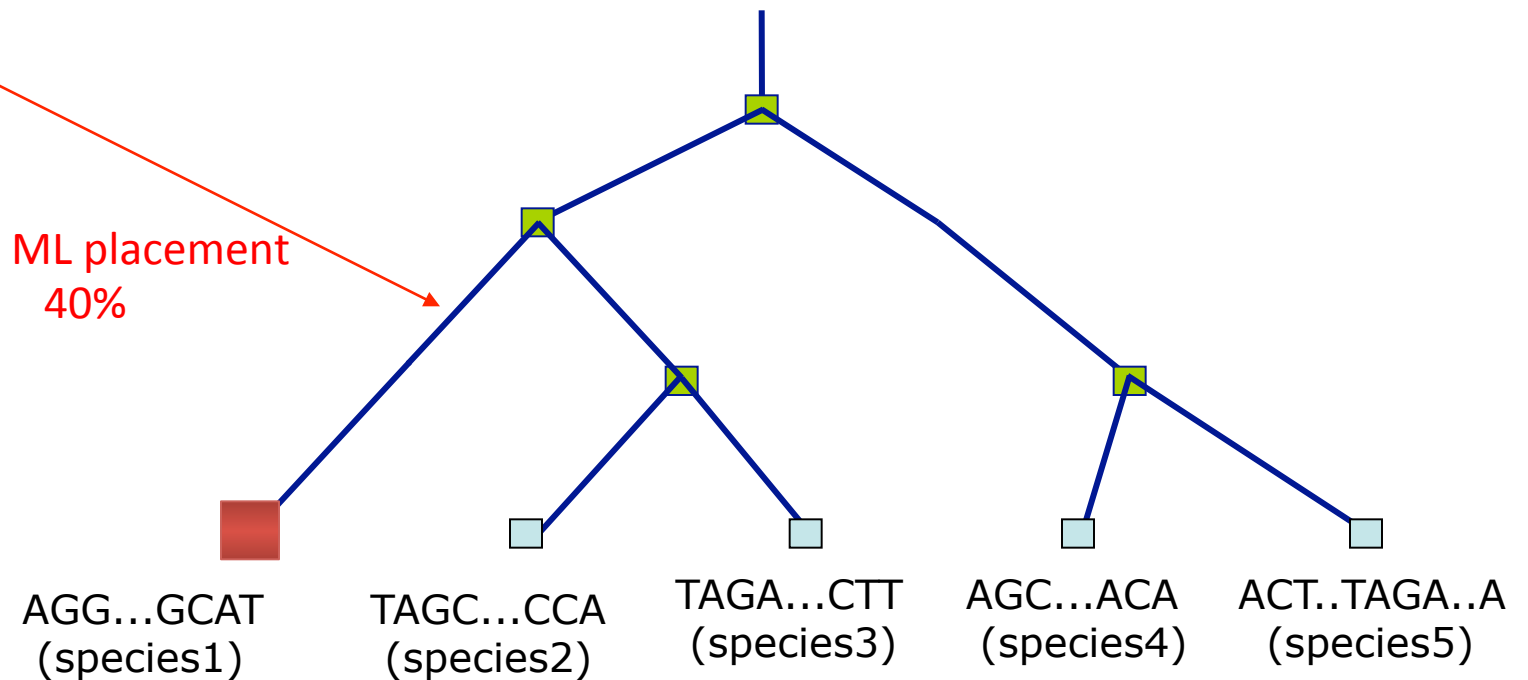 ML placement
40%
AGG...GCAT
(species1)
TAGC...CCA
(species2)
TAGA...CTT
(species3)
AGC...ACA
(species4)
ACT..TAGA..A
(species5)